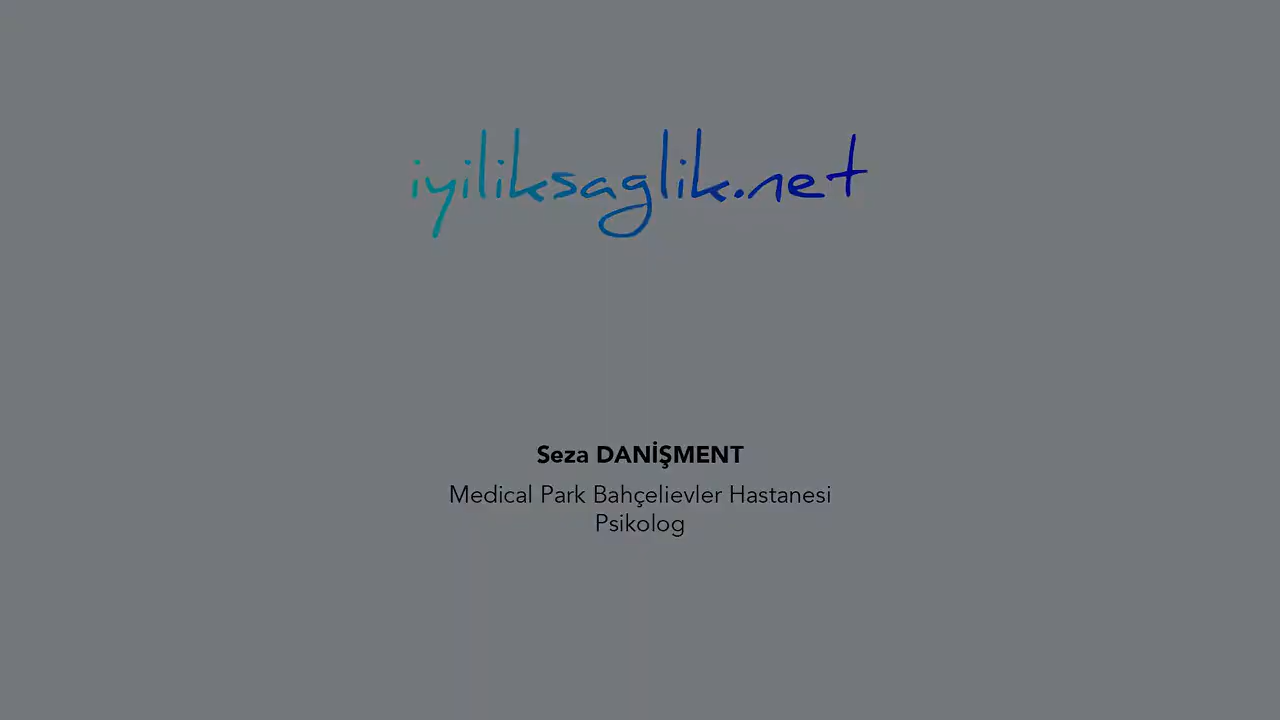 iyiliksaglik.net
Seza DANİŞMENT
Medical Park Bahçelievler Hastanesi
Psikolog